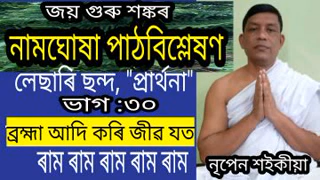 জয় গুৰু শঙ্কৰ
নামঘোষা পাঠবিশ্লেষণ
লেছাৰি ছন্দ, "প্ৰাৰ্থনা"
ভাগ :৩০
ব্ৰহ্মা আদি কৰি জীৱ যত
ৰাম ৰাম ৰাম ৰাম ৰাম
নৃপেন শইকীয়া